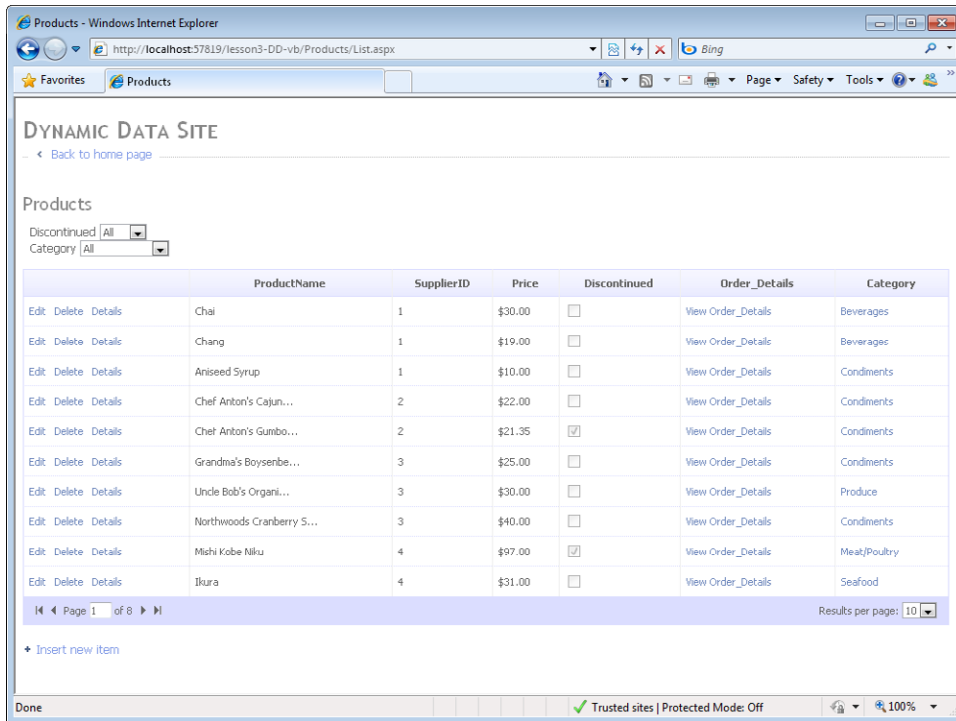 Products - Windows Internet Explorer
http://localhost:57819/lesson3-DD-vb/Products/List.aspx
Bing
Favorites
Products
Page
Safety
Tools
DYNAMIC DATA SITE
Back to home page
Products
Discontinued All
Category All
ProductName SupplierID Price Discontinued Order_Details Category
Edit Delete Details Chai 1 $30.00 View Order_Details Beverages
Edit Delete Details Chang 1 $19.00 View Order_Details Beverages
Edit Delete Details Aniseed Syrup 1 $10.00 View Order_Details Condiments
Edit Delete Details Chef Anton's Cajun... 2 $22.00 View Order_Details Condiments
Edit Delete Details Chef Anton's Gumbo... 2 $21.35 View Order_Details Condiments
Edit Delete Details Grandma's Boysenbe... 3 $25.00 View Order_Details Condiments
Edit Delete Details Uncle Bob's Organi... 3 $30.00 View Order_Details Produce
Edit Delete Details Northwoods Cranberry S... 3 $40.00 View Order_Details Condiments
Edit Delete Details Mishi Kobe Niku 4 $97.00 View Order_Details Meat/Poultry
Edit Delete Details Ikura 4 $31.00 View Order_Details Seafood
Page 1 of 8 Results per page: 10
+ Insert new item
Done Trusted sites | Protected Mode: Off 100%